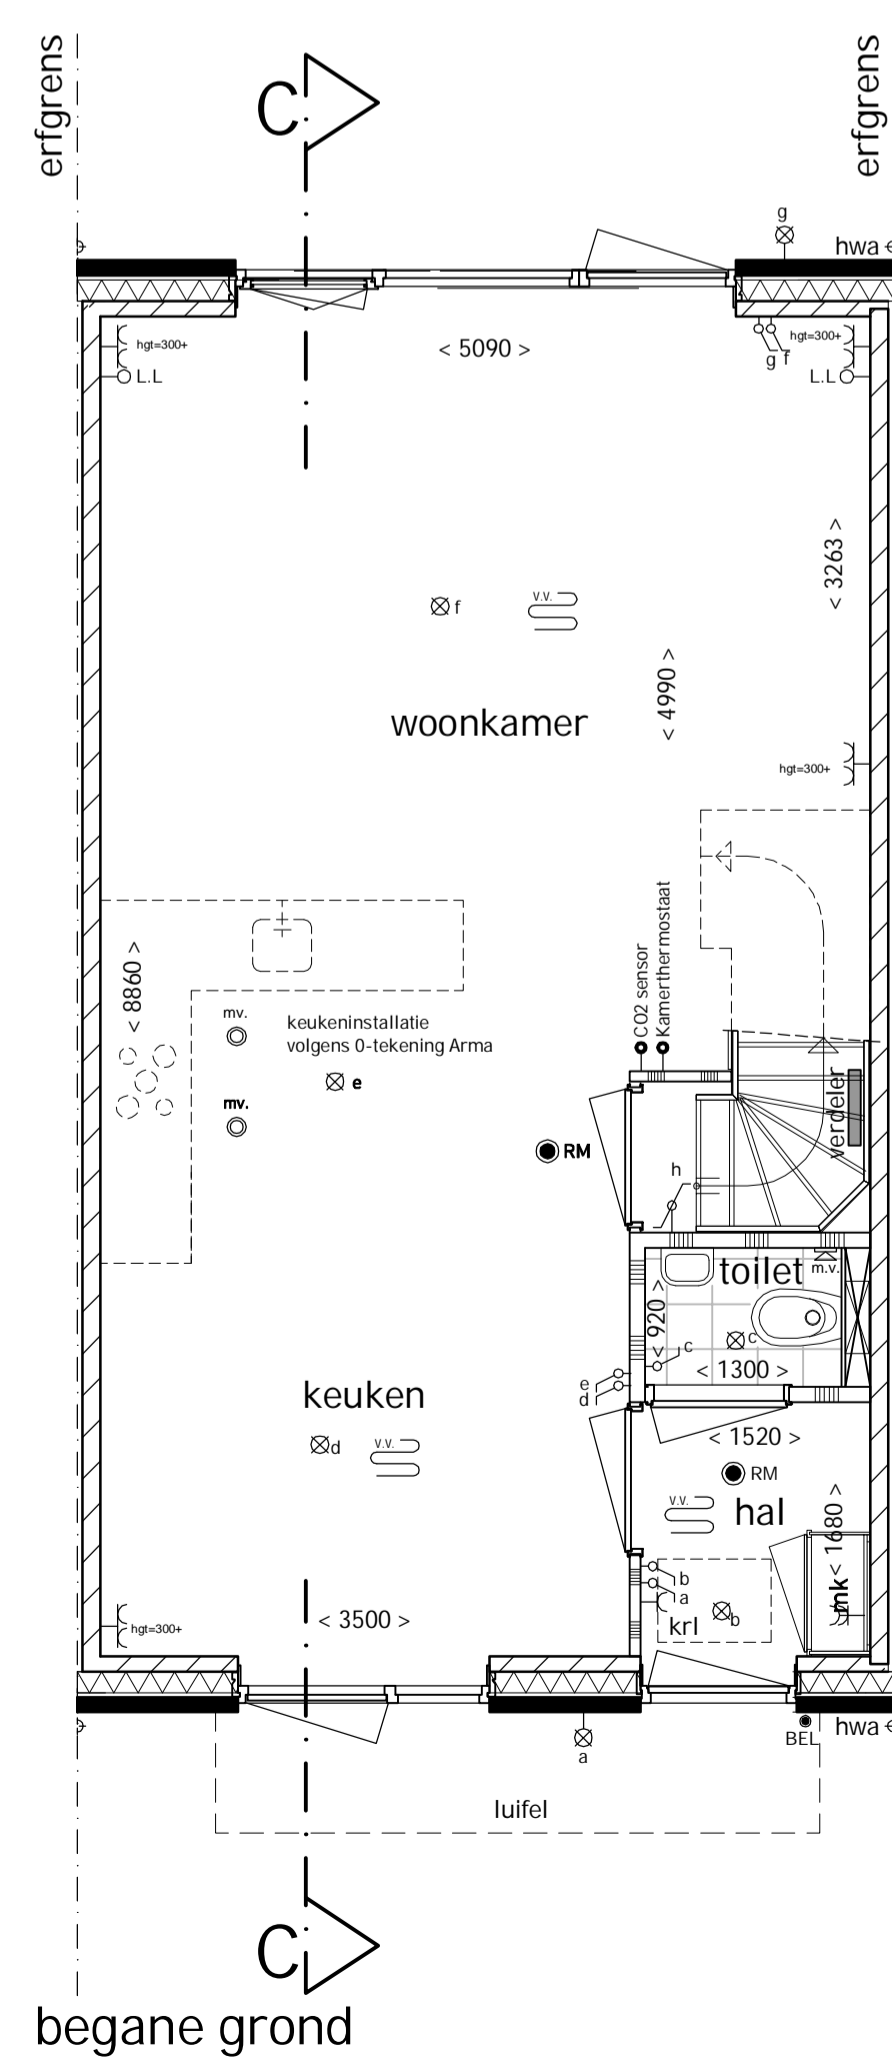 erfgrens
erfgrens
C
g
hwa
hgt=300+
L.L
< 5090 >
g f
hgt=300+
L.L
< 3263 >
f
v.v.
< 4990 >
woonkamer
hgt=300+
< 8860 >
mv.
keukeninstallatie
volgens 0-tekening Arma
e
mv.
CO2 sensor
Kamerthermostaat
verdeler
RM
h
toilet
m.v.
< 920 >
c
c
< 1300 >
e
d
keuken
d
v.v.
< 1520 >
RM
v.v.
hal
< 1680 >
mk
b
a
krl
b
< 3500 >
hgt=300+
a
BEL
hwa
luifel
C
begane grond